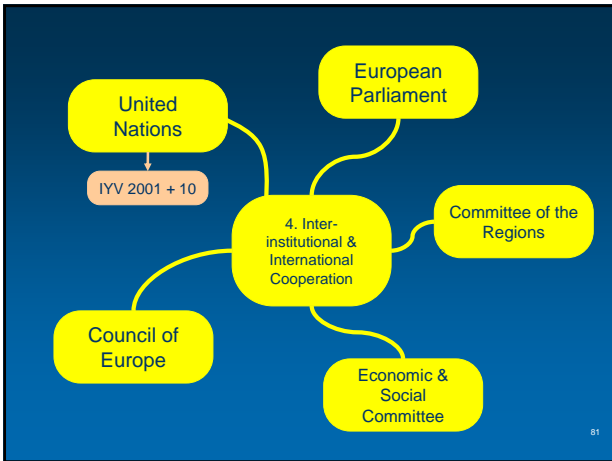 European
Parliament
United
Nations
IYV 2001 + 10
4. Inter-
institutional &
International
Cooperation
Committee of the
Regions
Council of
Europe
Economic &
Social
Committee
81